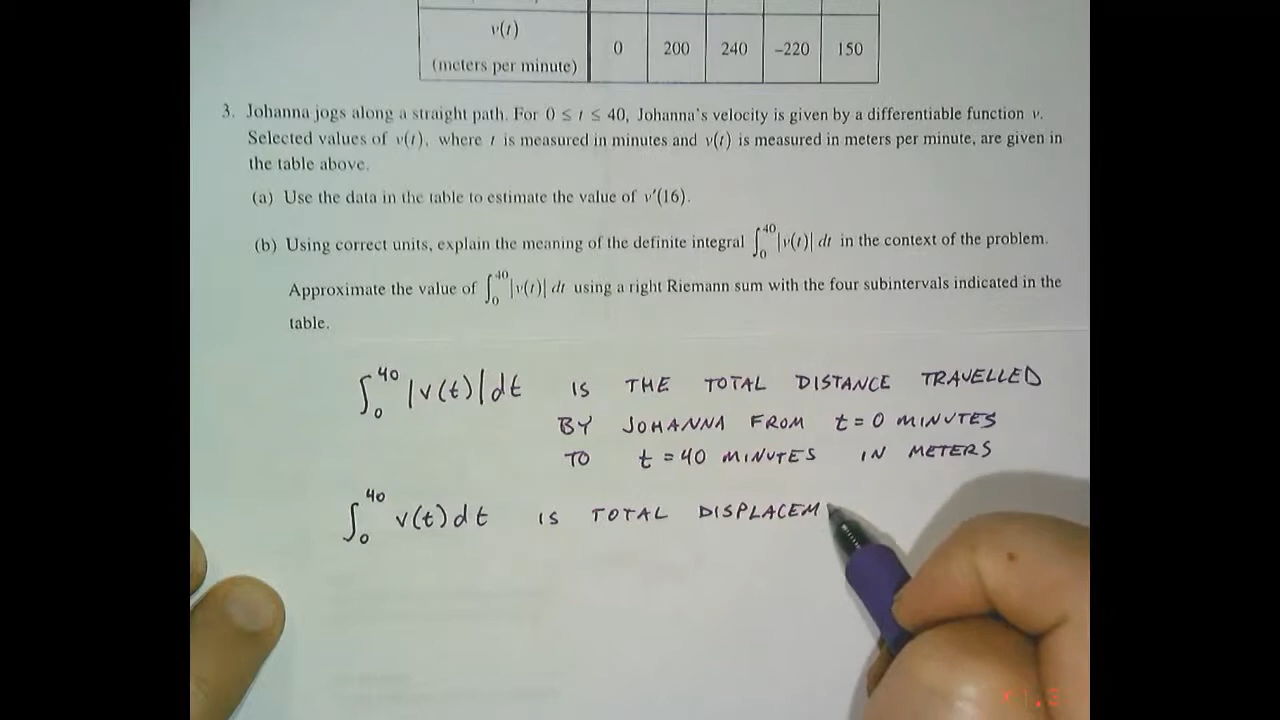 v(t)
(meters per minute) 0 200 240 –220 150
3. Johanna jogs along a straight path. For 0 ≤ t ≤ 40, Johanna's velocity is given by a differentiable function v.
Selected values of v(t), where t is measured in minutes and v(t) is measured in meters per minute, are given in
the table above.
(a) Use the data in the table to estimate the value of v′(16).
(b) Using correct units, explain the meaning of the definite integral ∫₀⁴⁰ |v(t)| dt in the context of the problem.
Approximate the value of ∫₀⁴⁰ |v(t)| dt using a right Riemann sum with the four subintervals indicated in the
table.
∫₀⁴⁰ |v(t)| dt IS THE TOTAL DISTANCE TRAVELLED
BY JOHANNA FROM t = 0 MINUTES
TO t = 40 MINUTES IN METERS
∫₀⁴⁰ v(t) dt IS TOTAL DISPLACEM